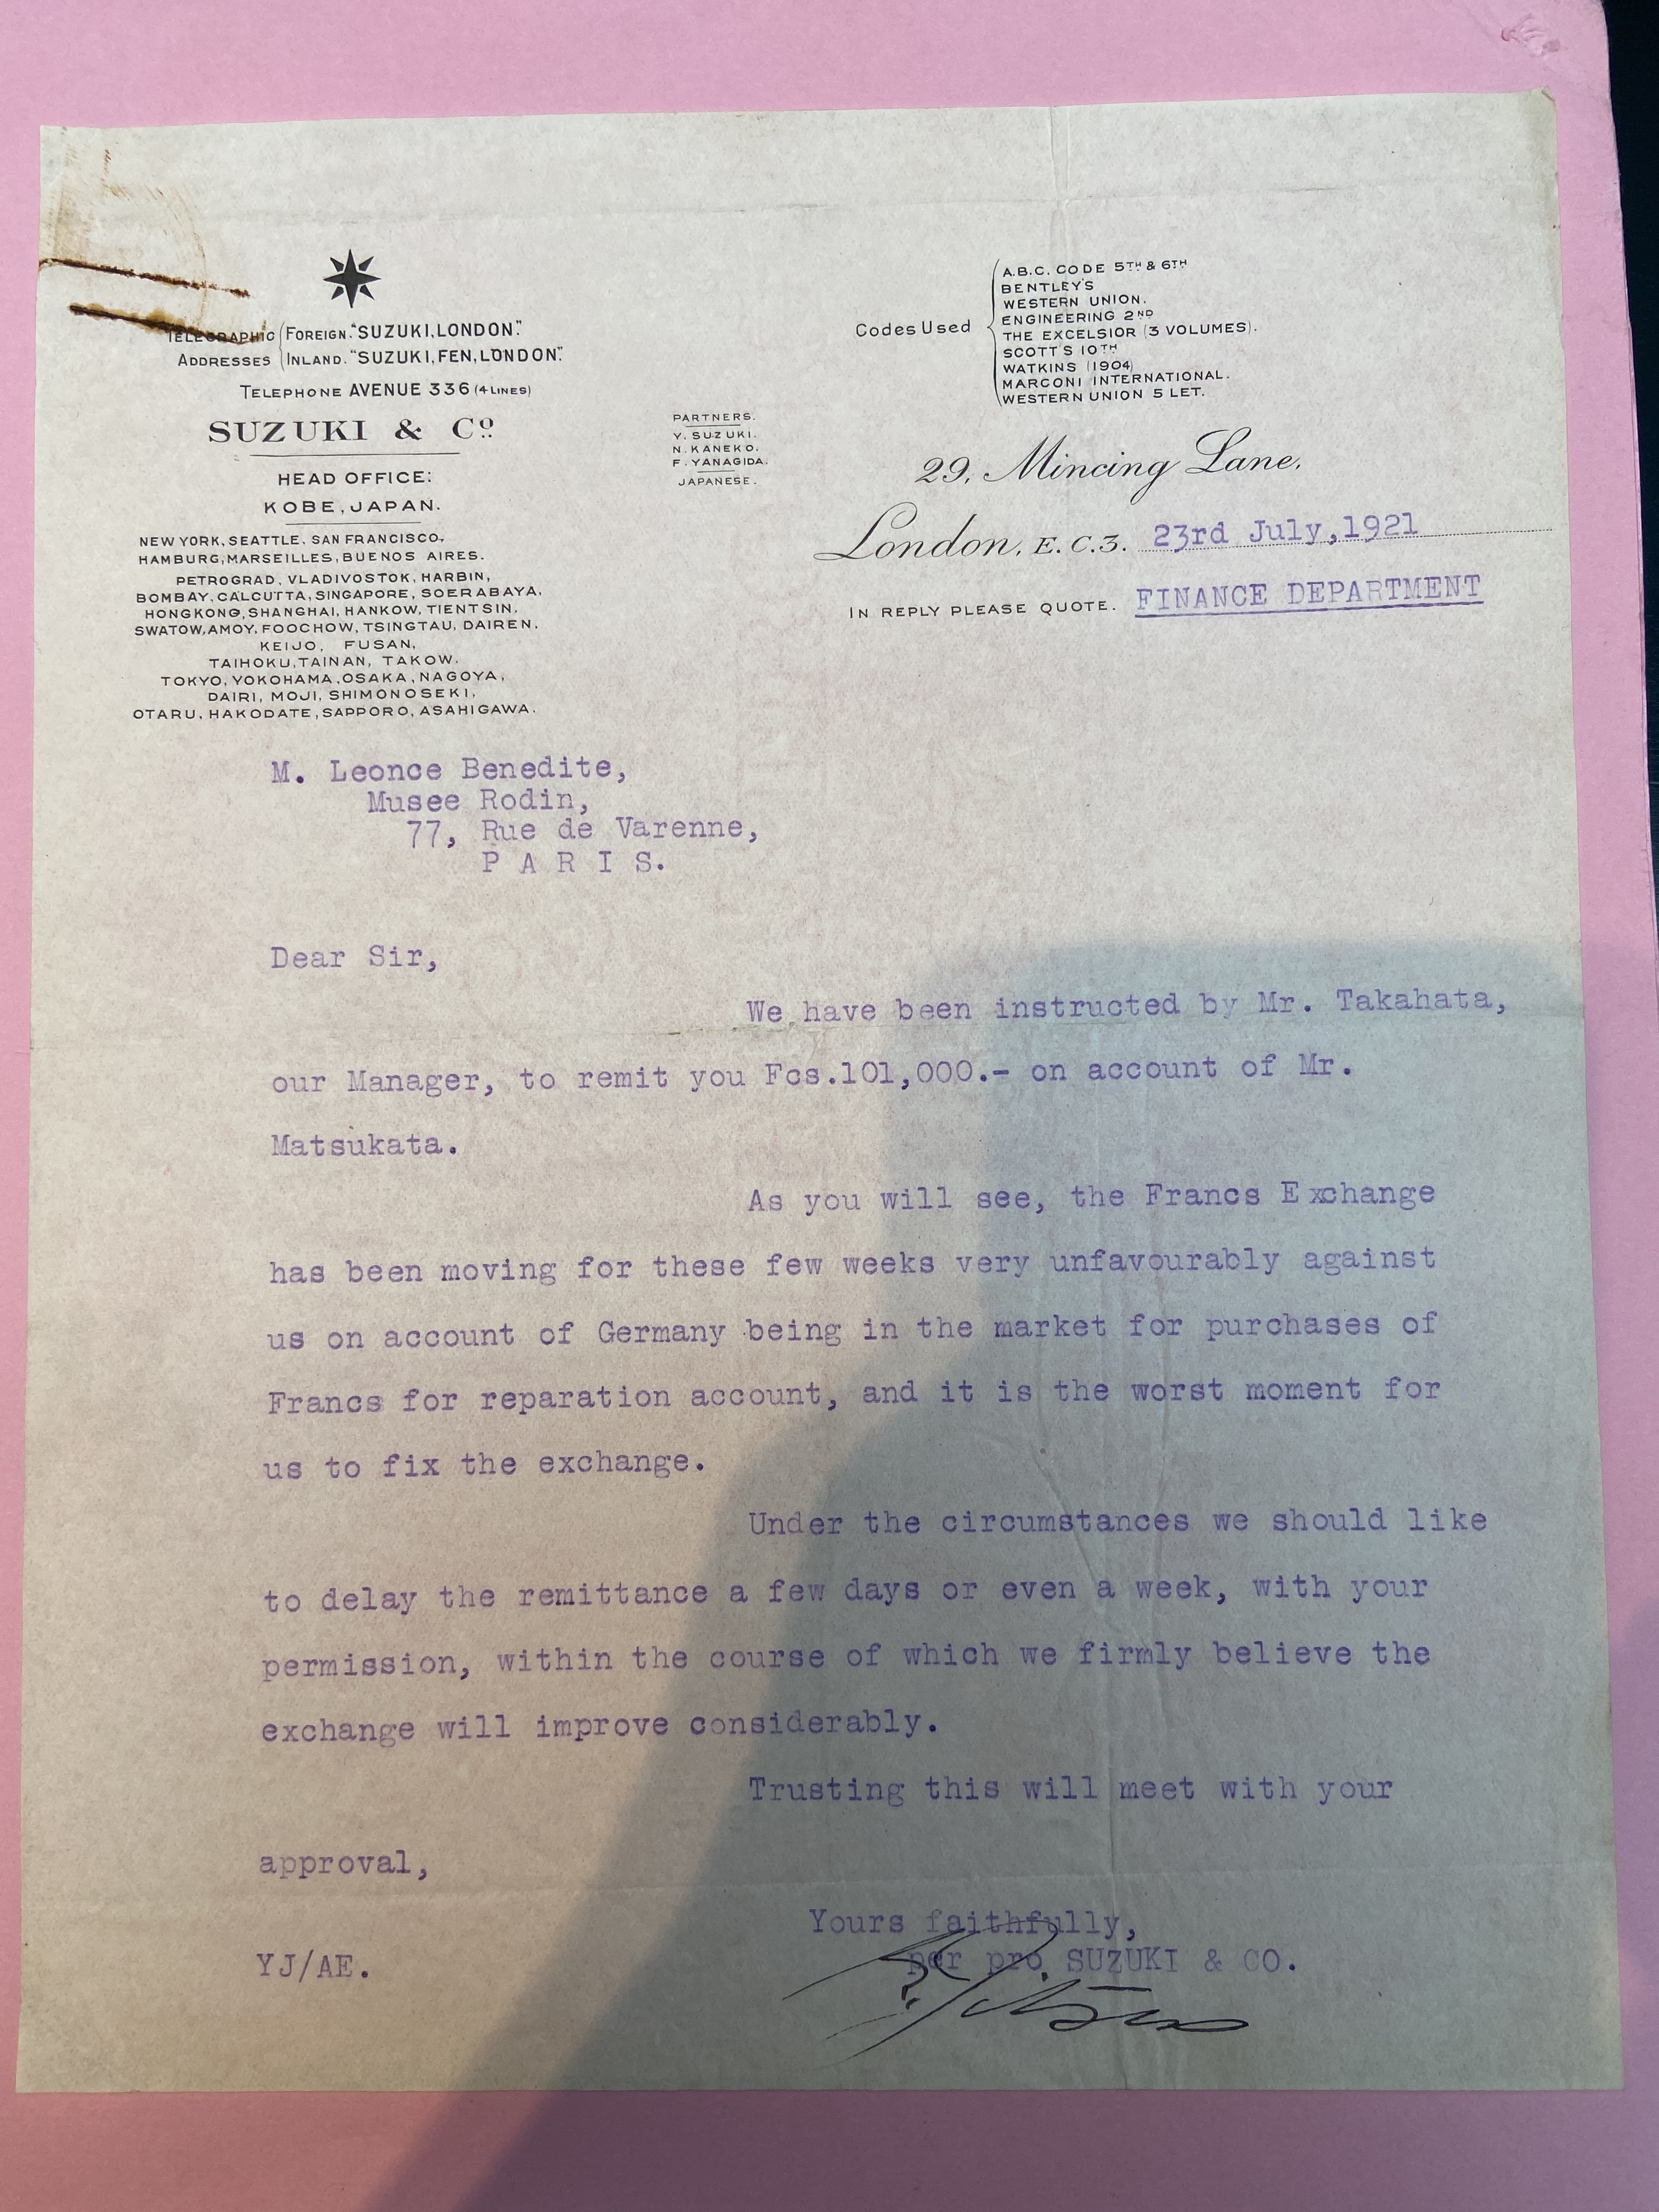 TELEGRAPHIC ADDRESSES
FOREIGN. "SUZUKI, LONDON."
INLAND. "SUZUKI, FEN, LONDON."
TELEPHONE AVENUE 336 (4 LINES)
SUZUKI & Co.
HEAD OFFICE:
KOBE, JAPAN.
NEW YORK, SEATTLE. SAN FRANCISCO,
HAMBURG, MARSEILLES, BUENOS AIRES.
PETROGRAD, VLADIVOSTOK, HARBIN,
BOMBAY, CALCUTTA, SINGAPORE, SOERABAYA,
HONGKONG, SHANGHAI, HANKOW, TIENTSIN,
SWATOW, AMOY, FOOCHOW, TSINGTAU, DAIREN,
KEIJO, FUSAN,
TAIHOKU, TAINAN, TAKOW.
TOKYO, YOKOHAMA, OSAKA, NAGOYA,
DAIRI, MOJI, SHIMONOSEKI,
OTARU, HAKODATE, SAPPORO, ASAHIGAWA.
PARTNERS.
Y. SUZUKI.
N. KANEKO.
F. YANAGIDA.
JAPANESE.
Codes Used
A.B.C. CODE 5TH & 6TH
BENTLEY'S
WESTERN UNION.
ENGINEERING 2ND
THE EXCELSIOR (3 VOLUMES).
SCOTT'S 10TH
WATKINS (1904)
MARCONI INTERNATIONAL.
WESTERN UNION 5 LET.
29, Mincing Lane,
London, E.C.3. 23rd July, 1921
IN REPLY PLEASE QUOTE. FINANCE DEPARTMENT
M. Leonce Benedite,
Musee Rodin,
77, Rue de Varenne,
P A R I S.
Dear Sir,
We have been instructed by Mr. Takahata,
our Manager, to remit you Fcs.101,000.- on account of Mr.
Matsukata.
As you will see, the Francs Exchange
has been moving for these few weeks very unfavourably against
us on account of Germany being in the market for purchases of
Francs for reparation account, and it is the worst moment for
us to fix the exchange.
Under the circumstances we should like
to delay the remittance a few days or even a week, with your
permission, within the course of which we firmly believe the
exchange will improve considerably.
Trusting this will meet with your
approval,
Yours faithfully,
per pro SUZUKI & CO.
YJ/AE.